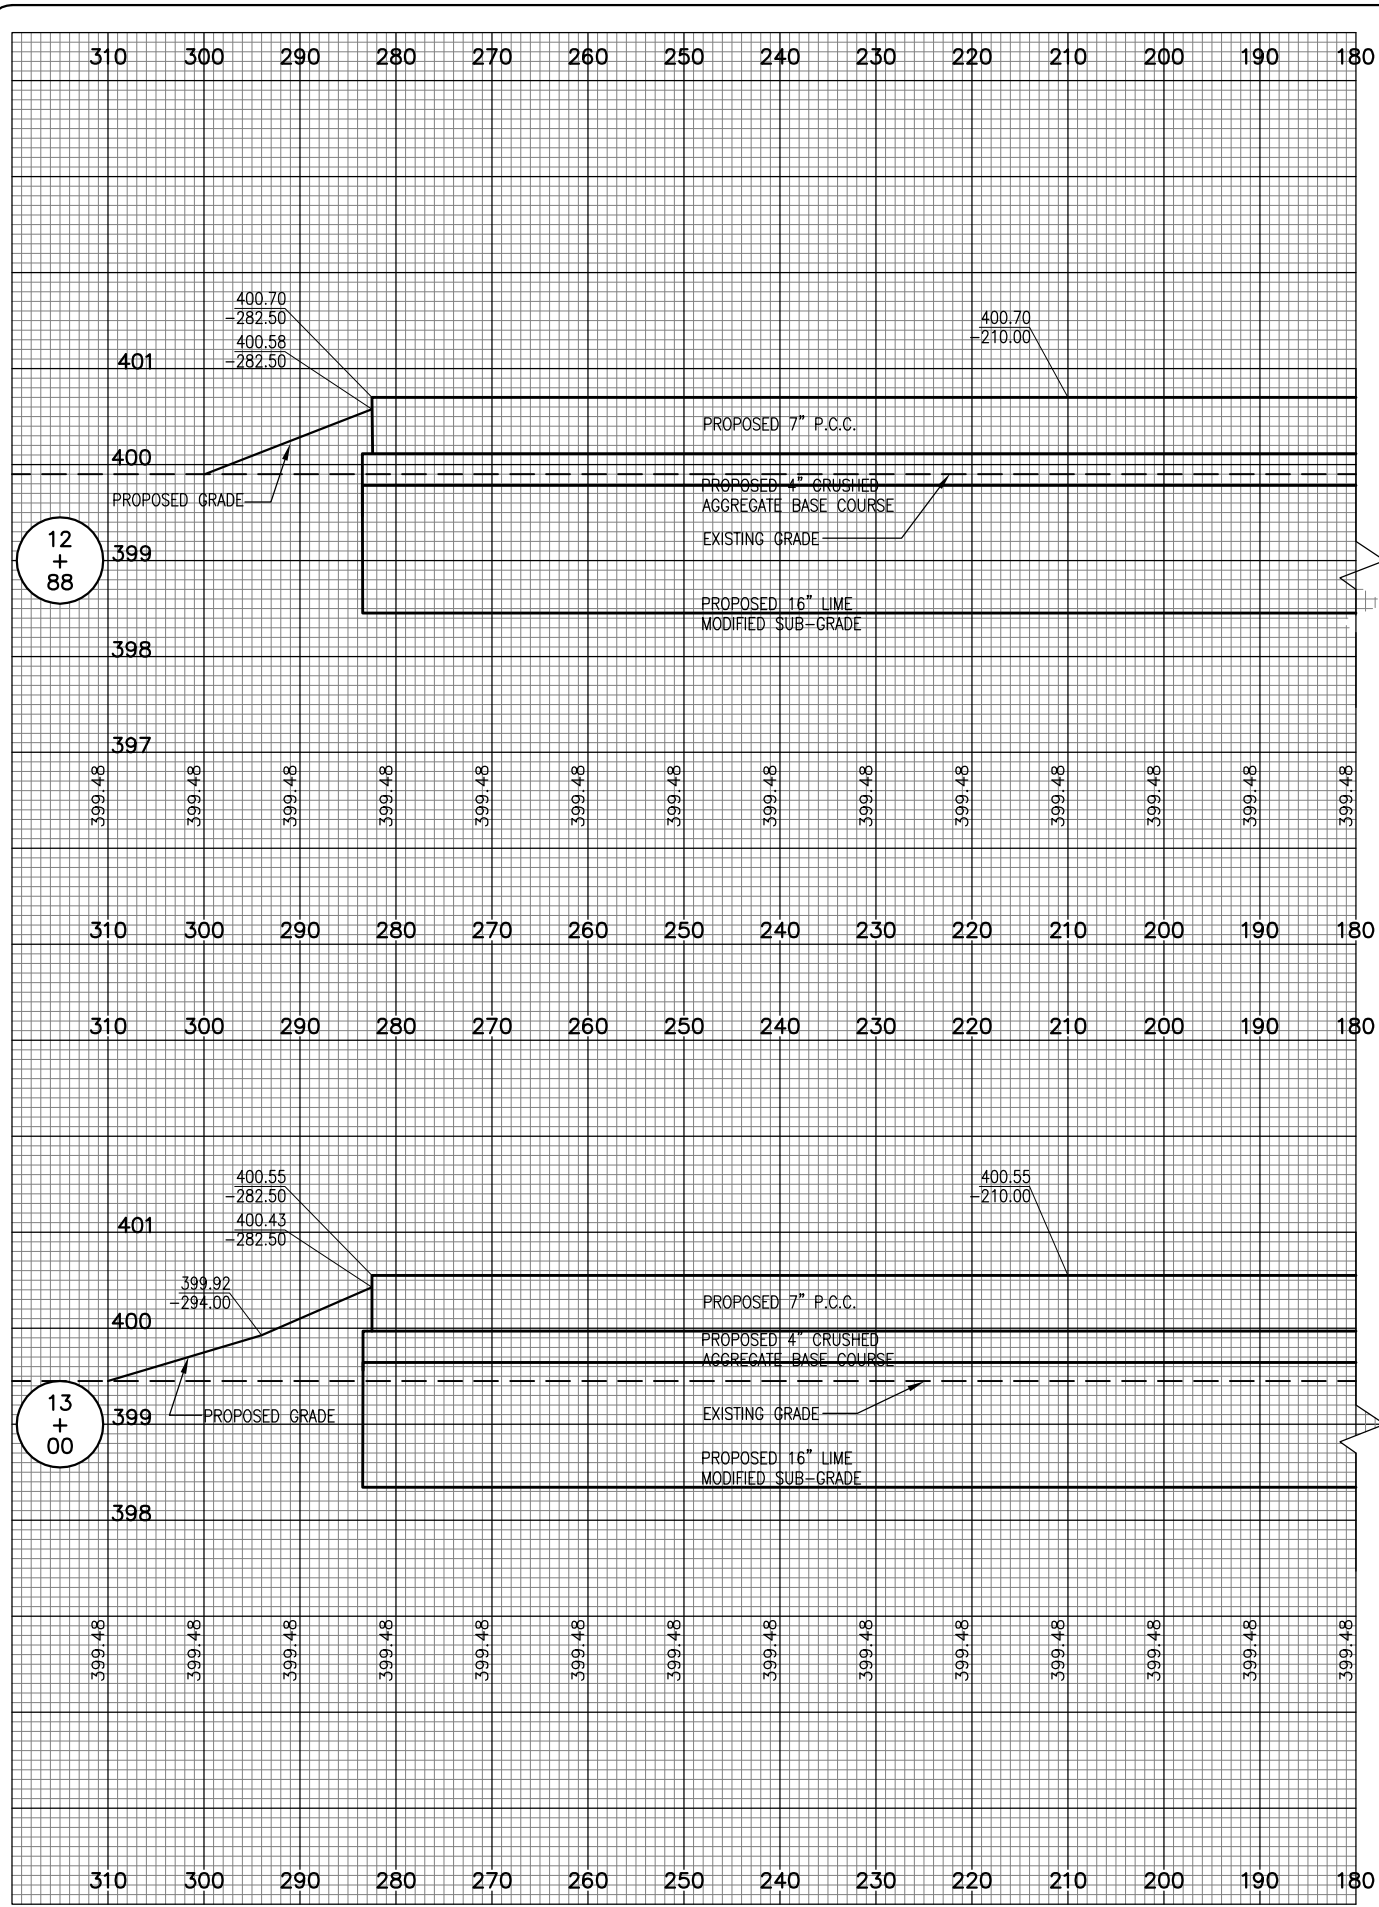 310 300 290 280 270 260 250 240 230 220 210 200 190 180
400.70
-282.50
400.58
-282.50
400.70
-210.00
401
PROPOSED 7" P.C.C.
400
PROPOSED 4" CRUSHED
AGGREGATE BASE COURSE
PROPOSED GRADE
EXISTING GRADE
12
+
88
399
PROPOSED 16" LIME
MODIFIED SUB-GRADE
398
397
399.48 399.48 399.48 399.48 399.48 399.48 399.48 399.48 399.48 399.48 399.48 399.48 399.48 399.48
310 300 290 280 270 260 250 240 230 220 210 200 190 180
310 300 290 280 270 260 250 240 230 220 210 200 190 180
400.55
-282.50
400.43
-282.50
400.55
-210.00
401
399.92
-294.00
PROPOSED 7" P.C.C.
400
PROPOSED 4" CRUSHED
AGGREGATE BASE COURSE
PROPOSED GRADE
EXISTING GRADE
13
+
00
399
PROPOSED 16" LIME
MODIFIED SUB-GRADE
398
399.48 399.48 399.48 399.48 399.48 399.48 399.48 399.48 399.48 399.48 399.48 399.48 399.48 399.48
310 300 290 280 270 260 250 240 230 220 210 200 190 180